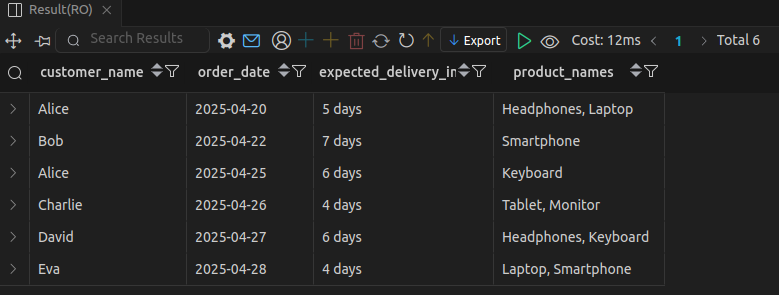 Result(RO)
Search Results Export Cost: 12ms 1 Total 6
customer_name order_date expected_delivery_in product_names
Alice 2025-04-20 5 days Headphones, Laptop
Bob 2025-04-22 7 days Smartphone
Alice 2025-04-25 6 days Keyboard
Charlie 2025-04-26 4 days Tablet, Monitor
David 2025-04-27 6 days Headphones, Keyboard
Eva 2025-04-28 4 days Laptop, Smartphone